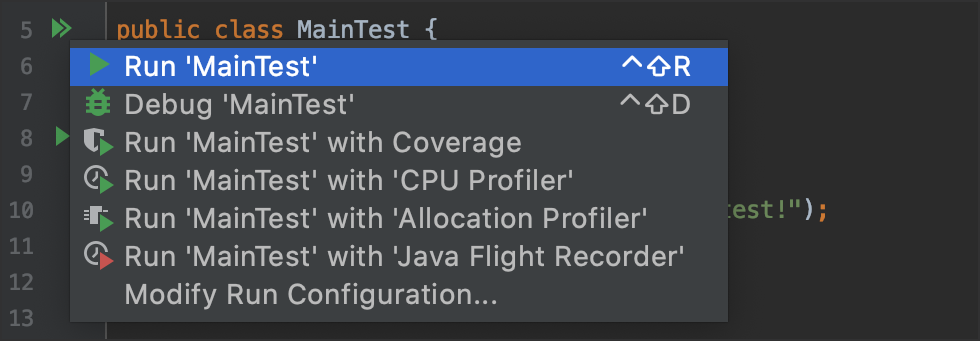 5 public class MainTest {
6 Run 'MainTest' ^⇧R
7 Debug 'MainTest' ^⇧D
8 Run 'MainTest' with Coverage
9 Run 'MainTest' with 'CPU Profiler'
10 Run 'MainTest' with 'Allocation Profiler' test!");
11 Run 'MainTest' with 'Java Flight Recorder'
12 Modify Run Configuration...
13